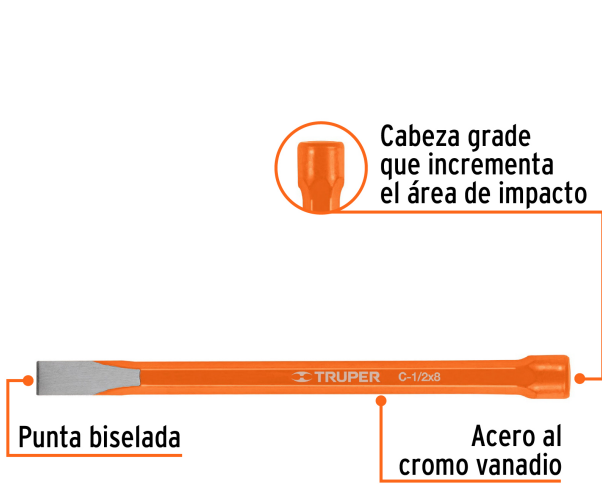 Cabeza grade
que incrementa
el área de impacto
TRUPER C-1/2x8
Punta biselada
Acero al
cromo vanadio